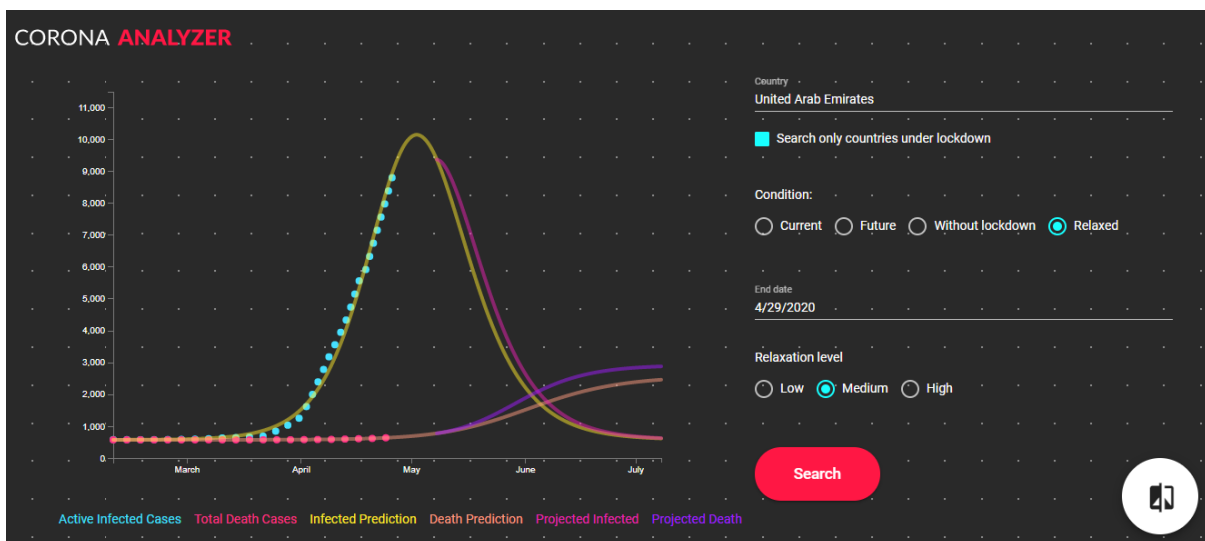 CORONA ANALYZER
11,000
10,000
9,000
8,000
7,000
6,000
5,000
4,000
3,000
2,000
1,000
0
March April May June July
Active Infected Cases Total Death Cases Infected Prediction Death Prediction Projected Infected Projected Death
Country
United Arab Emirates
Search only countries under lockdown
Condition:
Current Future Without lockdown Relaxed
End date
4/29/2020
Relaxation level
Low Medium High
Search